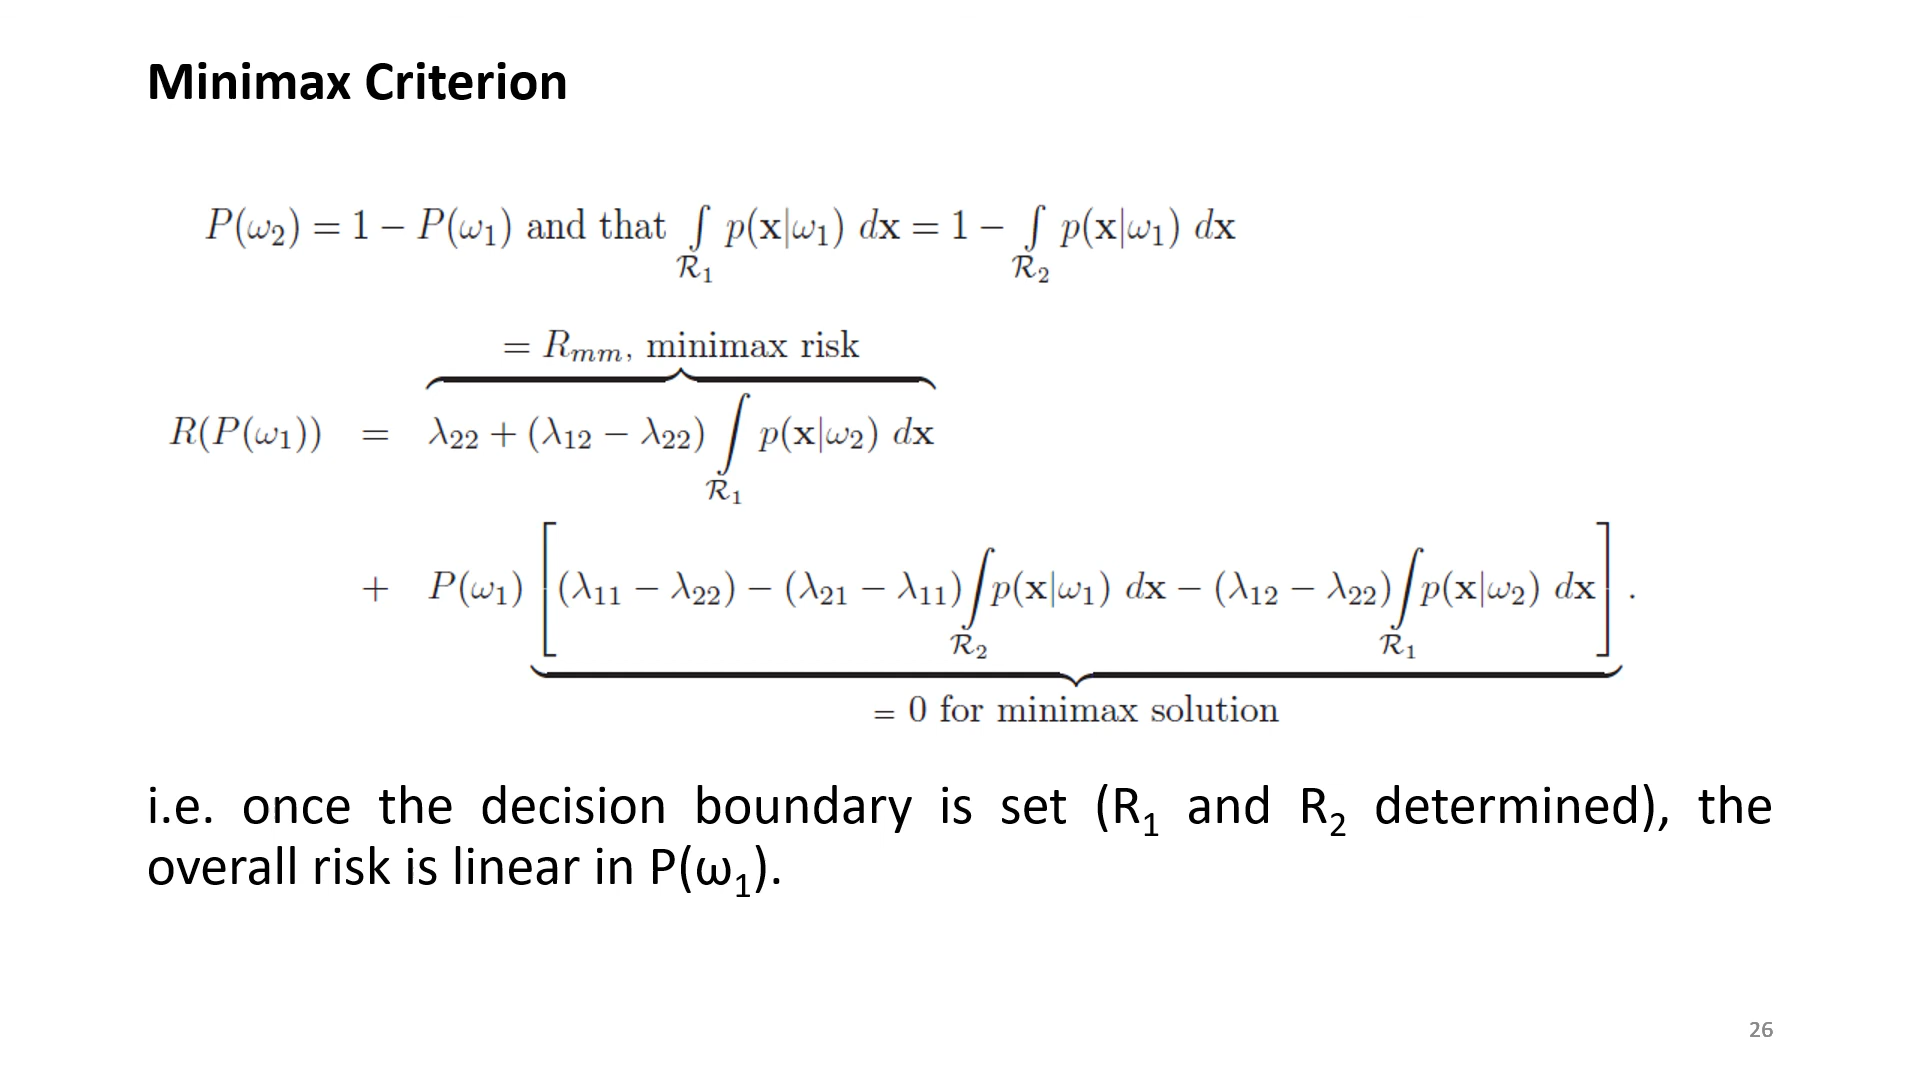 Minimax Criterion
P(ω₂) = 1 − P(ω₁) and that ∫_{ℛ₁} p(𝐱|ω₁) d𝐱 = 1 − ∫_{ℛ₂} p(𝐱|ω₁) d𝐱
= R_{mm}, minimax risk
R(P(ω₁)) = λ₂₂ + (λ₁₂ − λ₂₂) ∫_{ℛ₁} p(𝐱|ω₂) d𝐱
+ P(ω₁) [(λ₁₁ − λ₂₂) − (λ₂₁ − λ₁₁) ∫_{ℛ₂} p(𝐱|ω₁) d𝐱 − (λ₁₂ − λ₂₂) ∫_{ℛ₁} p(𝐱|ω₂) d𝐱] .
= 0 for minimax solution
i.e. once the decision boundary is set (R₁ and R₂ determined), the
overall risk is linear in P(ω₁).
26